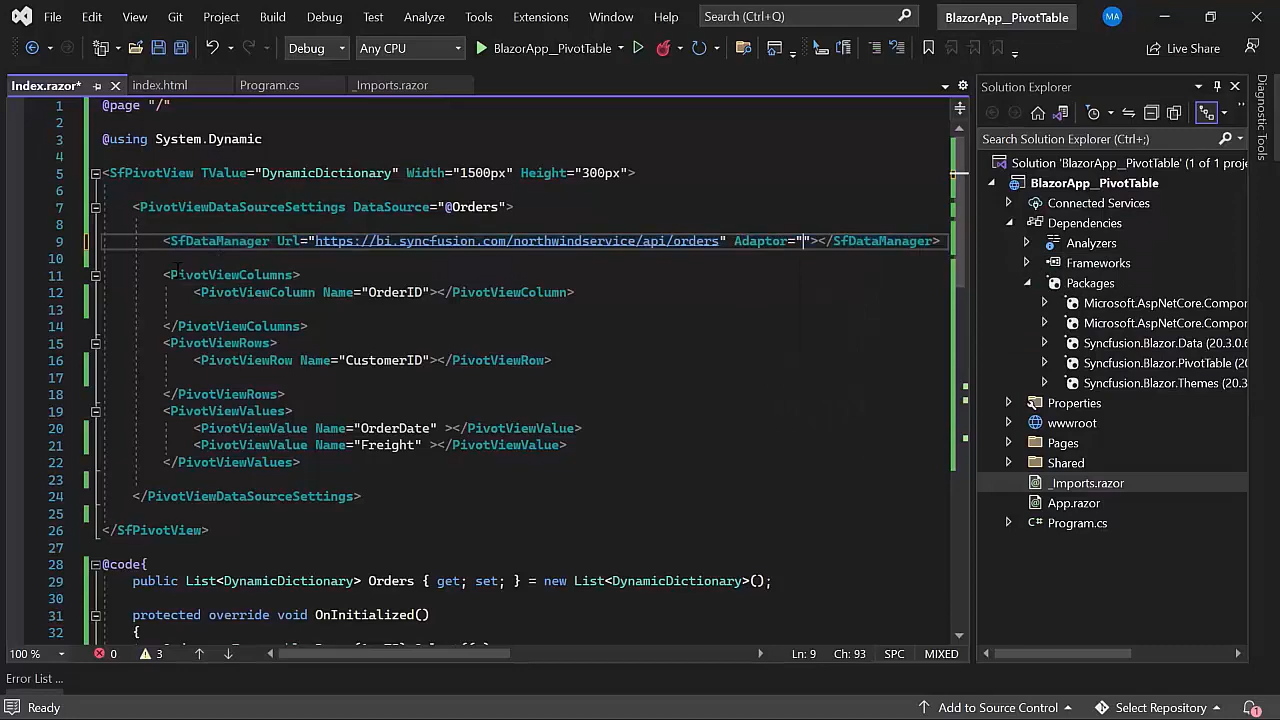 File Edit View Git Project Build Debug Test Analyze Tools Extensions Window Help Search (Ctrl+Q) BlazorApp_PivotTable MA
Debug Any CPU BlazorApp_PivotTable Live Share
Index.razor* index.html Program.cs _Imports.razor
1 @page "/"
2
3 @using System.Dynamic
4
5 <SfPivotView TValue="DynamicDictionary" Width="1500px" Height="300px">
6
7 <PivotViewDataSourceSettings DataSource="@Orders">
8
9 <SfDataManager Url="https://bi.syncfusion.com/northwindservice/api/orders" Adaptor=""></SfDataManager>
10
11 <PivotViewColumns>
12 <PivotViewColumn Name="OrderID"></PivotViewColumn>
13
14 </PivotViewColumns>
15 <PivotViewRows>
16 <PivotViewRow Name="CustomerID"></PivotViewRow>
17
18 </PivotViewRows>
19 <PivotViewValues>
20 <PivotViewValue Name="OrderDate" ></PivotViewValue>
21 <PivotViewValue Name="Freight" ></PivotViewValue>
22 </PivotViewValues>
23
24 </PivotViewDataSourceSettings>
25
26 </SfPivotView>
27
28 @code{
29 public List<DynamicDictionary> Orders { get; set; } = new List<DynamicDictionary>();
30
31 protected override void OnInitialized()
32 {
100 % 0 3 Ln: 9 Ch: 93 SPC MIXED
Solution Explorer
Search Solution Explorer (Ctrl+;)
Solution 'BlazorApp_PivotTable' (1 of 1 proje
BlazorApp_PivotTable
Connected Services
Dependencies
Analyzers
Frameworks
Packages
Microsoft.AspNetCore.Compo
Microsoft.AspNetCore.Compo
Syncfusion.Blazor.Data (20.3.0.6
Syncfusion.Blazor.PivotTable (20
Syncfusion.Blazor.Themes (20.3
Properties
wwwroot
Pages
Shared
_Imports.razor
App.razor
Program.cs
Diagnostic Tools
Error List ...
Ready Add to Source Control Select Repository 1